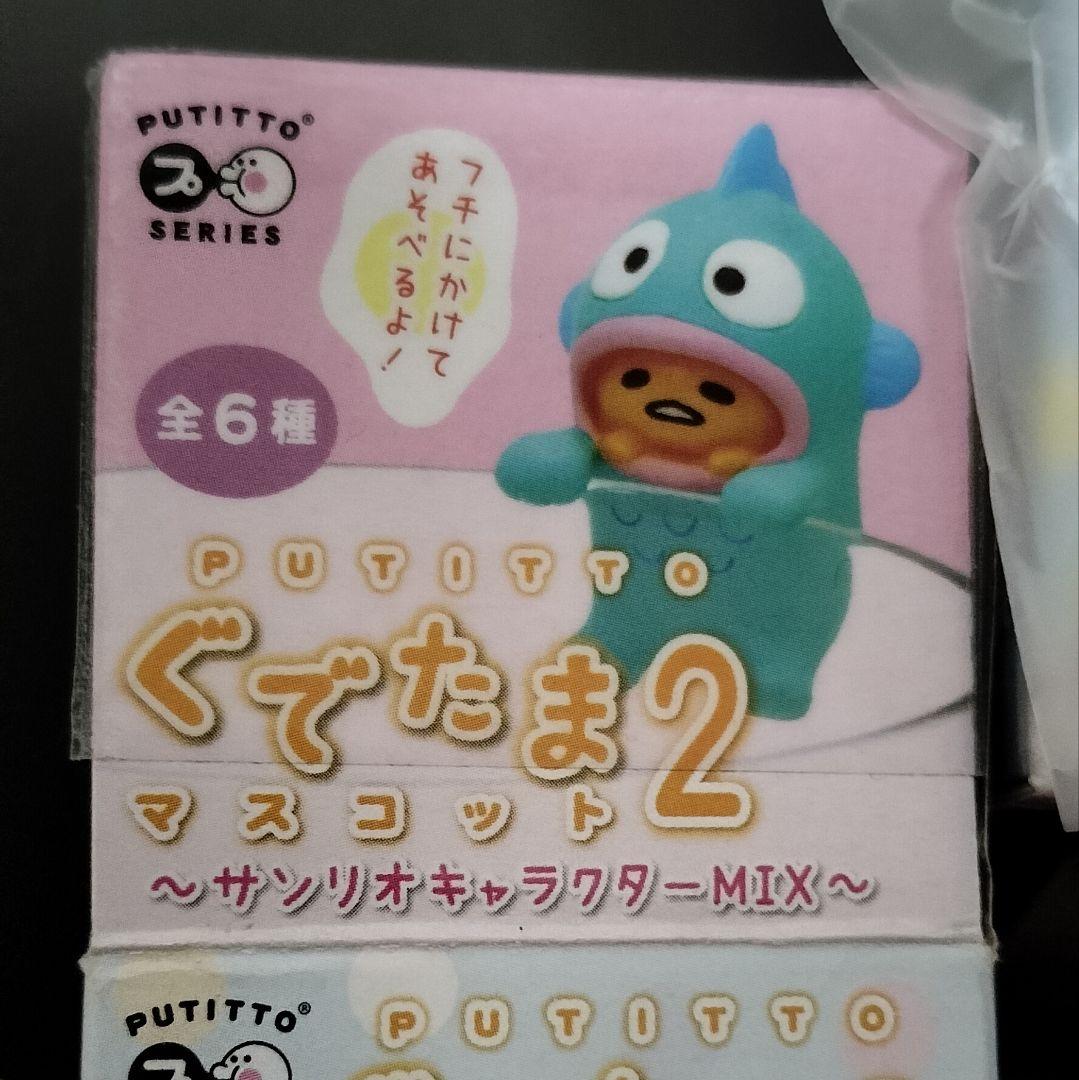 PUTITTO®
プ
SERIES
フチにかけて
あそべるよ！
全6種
PUTITTO
ぐでたま2
マスコット
～サンリオキャラクターMIX～
PUTITTO®
プ
PUTITTO